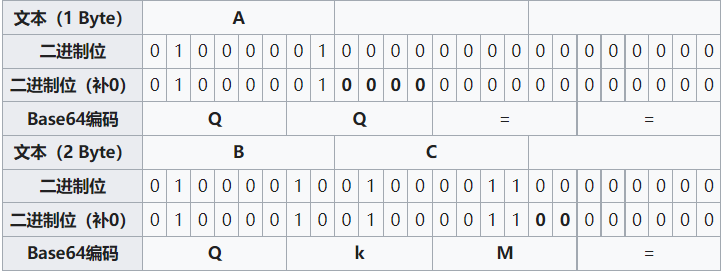 文本（1 Byte） A
二进制位 0 1 0 0 0 0 0 1 0 0 0 0 0 0 0 0 0 0 0 0 0 0 0 0
二进制位（补0） 0 1 0 0 0 0 0 1 0 0 0 0 0 0 0 0 0 0 0 0 0 0 0 0
Base64编码 Q Q = =
文本（2 Byte） B C
二进制位 0 1 0 0 0 0 1 0 0 1 0 0 0 0 1 1 0 0 0 0 0 0 0 0
二进制位（补0） 0 1 0 0 0 0 1 0 0 1 0 0 0 0 1 1 0 0 0 0 0 0 0 0
Base64编码 Q k M =